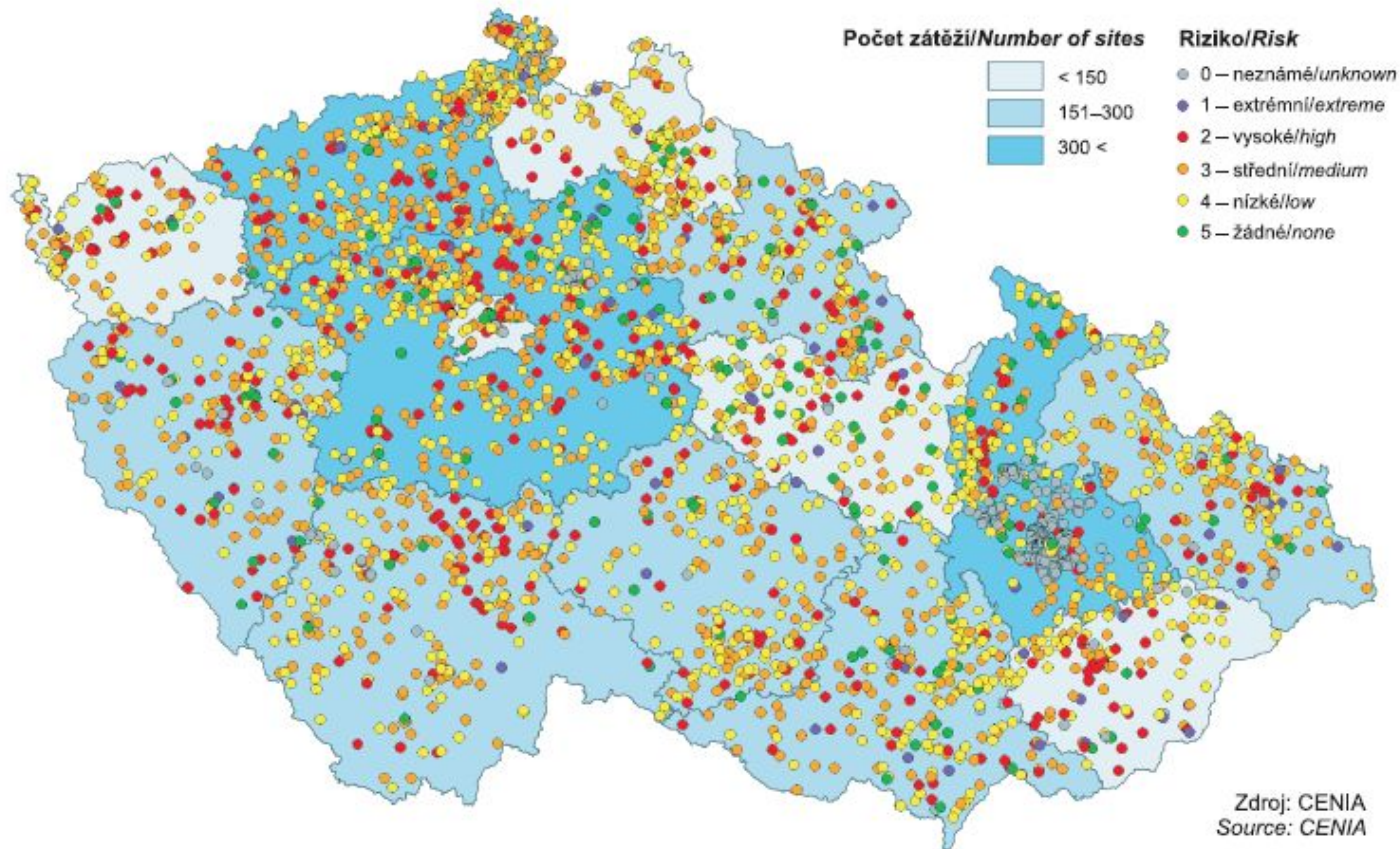 Počet zátěží/Number of sites
< 150
151–300
300 <
Riziko/Risk
0 – neznámé/unknown
1 – extrémní/extreme
2 – vysoké/high
3 – střední/medium
4 – nízké/low
5 – žádné/none
Zdroj: CENIA
Source: CENIA